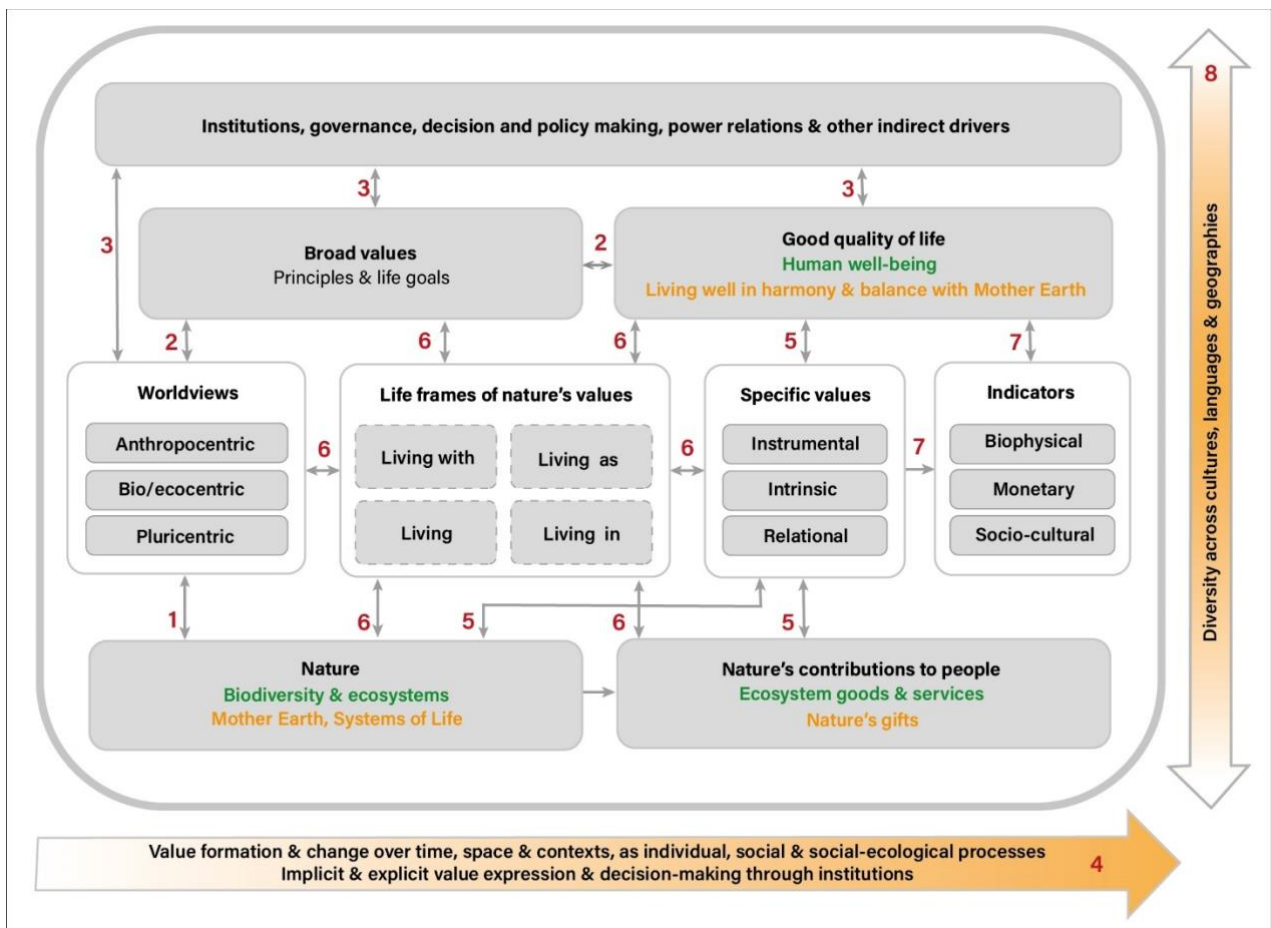 8
Institutions, governance, decision and policy making, power relations & other indirect drivers
3
3
3
Broad values
Principles & life goals
2
Good quality of life
Human well-being
Living well in harmony & balance with Mother Earth
2
6
6
5
7
Worldviews
Anthropocentric
Bio/ecocentric
Pluricentric
6
Life frames of nature's values
Living with
Living as
Living
Living in
6
Specific values
Instrumental
Intrinsic
Relational
7
Indicators
Biophysical
Monetary
Socio-cultural
1
6
5
6
5
Nature
Biodiversity & ecosystems
Mother Earth, Systems of Life
Nature's contributions to people
Ecosystem goods & services
Nature's gifts
Diversity across cultures, languages & geographies
Value formation & change over time, space & contexts, as individual, social & social-ecological processes
Implicit & explicit value expression & decision-making through institutions
4